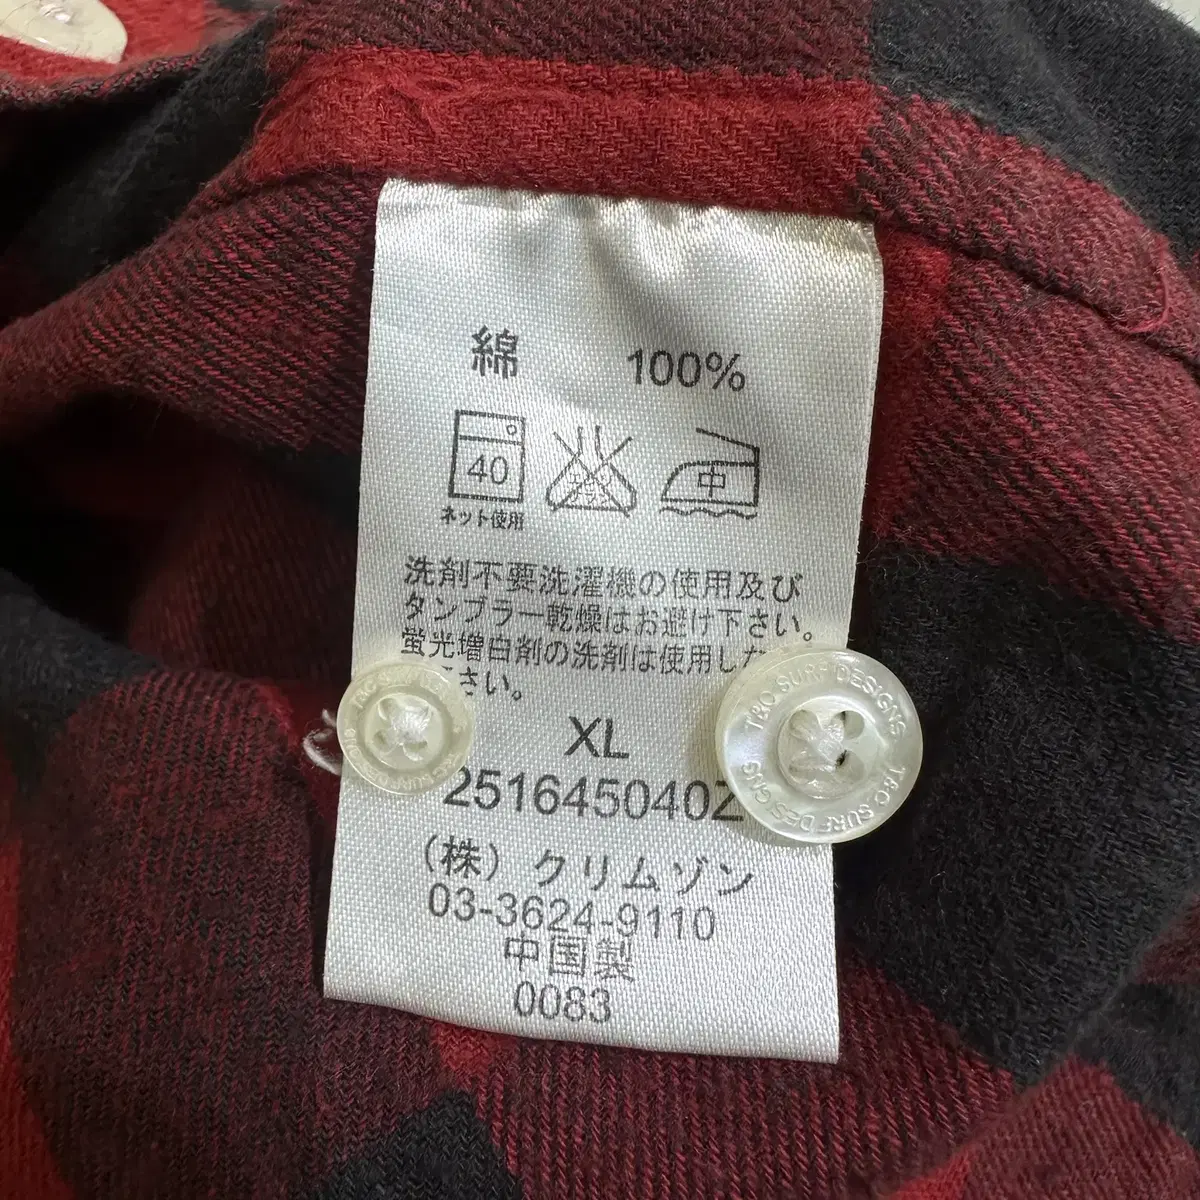 綿 100%
40
中
ネット使用
洗剤不要洗濯機の使用及び
タンブラー乾燥はお避け下さい。
蛍光増白剤の洗剤は使用しな
さい。
XL
251645040Z
(株) クリムゾン
03-3624-9110
中国製
0083
T&C SURF DESIGNS
T&C SURF DESIGNS